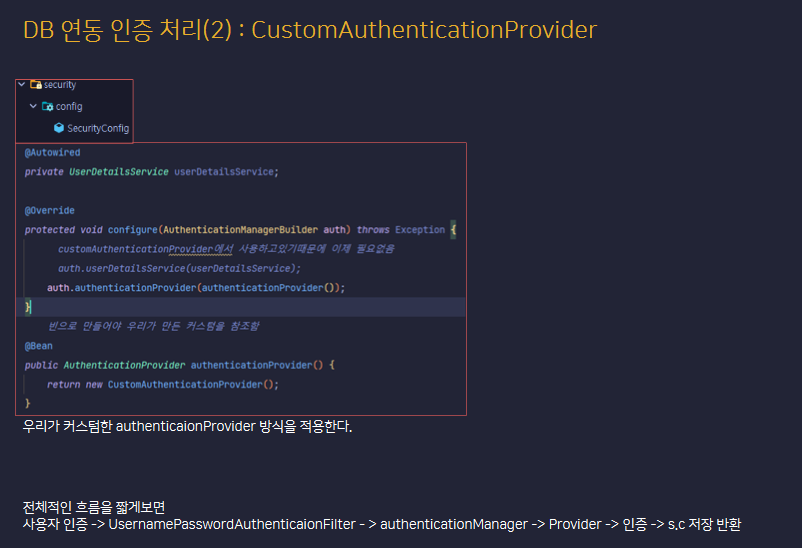 DB 연동 인증 처리(2) : CustomAuthenticationProvider
security
config
SecurityConfig
@Autowired
private UserDetailsService userDetailsService;
@Override
protected void configure(AuthenticationManagerBuilder auth) throws Exception {
customAuthenticationProvider에서 사용하고있기때문에 이제 필요없음
auth.userDetailsService(userDetailsService);
auth.authenticationProvider(authenticationProvider());
}
빈으로 만들어야 우리가 만든 커스텀을 참조함
@Bean
public AuthenticationProvider authenticationProvider() {
return new CustomAuthenticationProvider();
}
우리가 커스텀한 authenticaionProvider 방식을 적용한다.
전체적인 흐름을 짧게보면
사용자 인증 -> UsernamePasswordAuthenticaionFilter - > authenticationManager -> Provider -> 인증 -> s.c 저장 반환